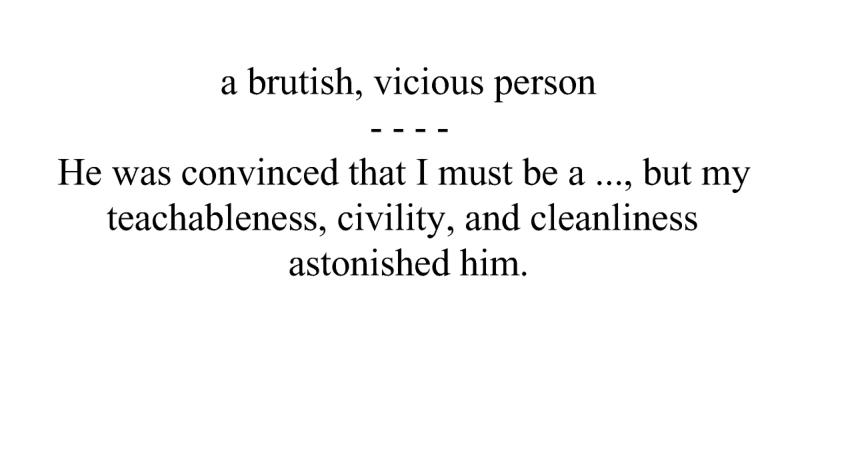 a brutish, vicious person
- - - -
He was convinced that I must be a ..., but my
teachableness, civility, and cleanliness
astonished him.